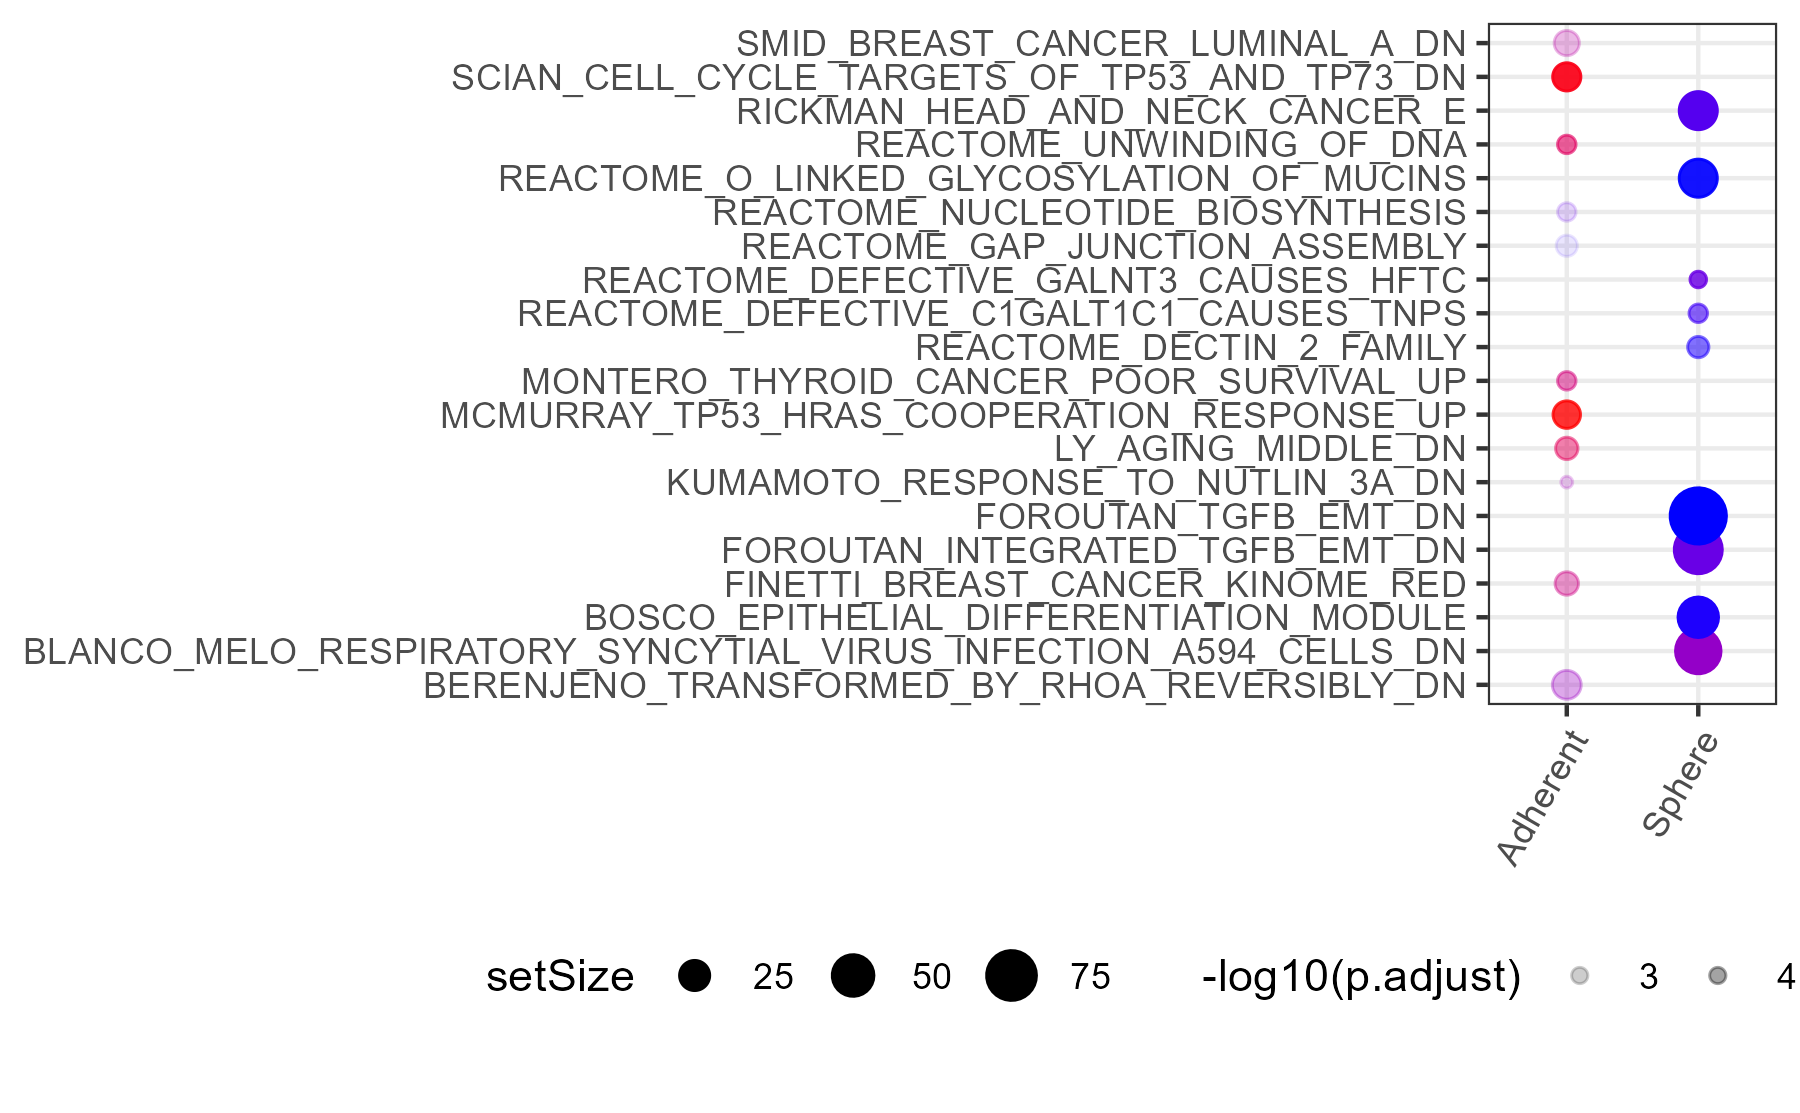 SMID_BREAST_CANCER_LUMINAL_A_DN
SCIAN_CELL_CYCLE_TARGETS_OF_TP53_AND_TP73_DN
RICKMAN_HEAD_AND_NECK_CANCER_E
REACTOME_UNWINDING_OF_DNA
REACTOME_O_LINKED_GLYCOSYLATION_OF_MUCINS
REACTOME_NUCLEOTIDE_BIOSYNTHESIS
REACTOME_GAP_JUNCTION_ASSEMBLY
REACTOME_DEFECTIVE_GALNT3_CAUSES_HFTC
REACTOME_DEFECTIVE_C1GALT1C1_CAUSES_TNPS
REACTOME_DECTIN_2_FAMILY
MONTERO_THYROID_CANCER_POOR_SURVIVAL_UP
MCMURRAY_TP53_HRAS_COOPERATION_RESPONSE_UP
LY_AGING_MIDDLE_DN
KUMAMOTO_RESPONSE_TO_NUTLIN_3A_DN
FOROUTAN_TGFB_EMT_DN
FOROUTAN_INTEGRATED_TGFB_EMT_DN
FINETTI_BREAST_CANCER_KINOME_RED
BOSCO_EPITHELIAL_DIFFERENTIATION_MODULE
BLANCO_MELO_RESPIRATORY_SYNCYTIAL_VIRUS_INFECTION_A594_CELLS_DN
BERENJENO_TRANSFORMED_BY_RHOA_REVERSIBLY_DN
Adherent
Sphere
setSize 25 50 75 -log10(p.adjust) 3 4